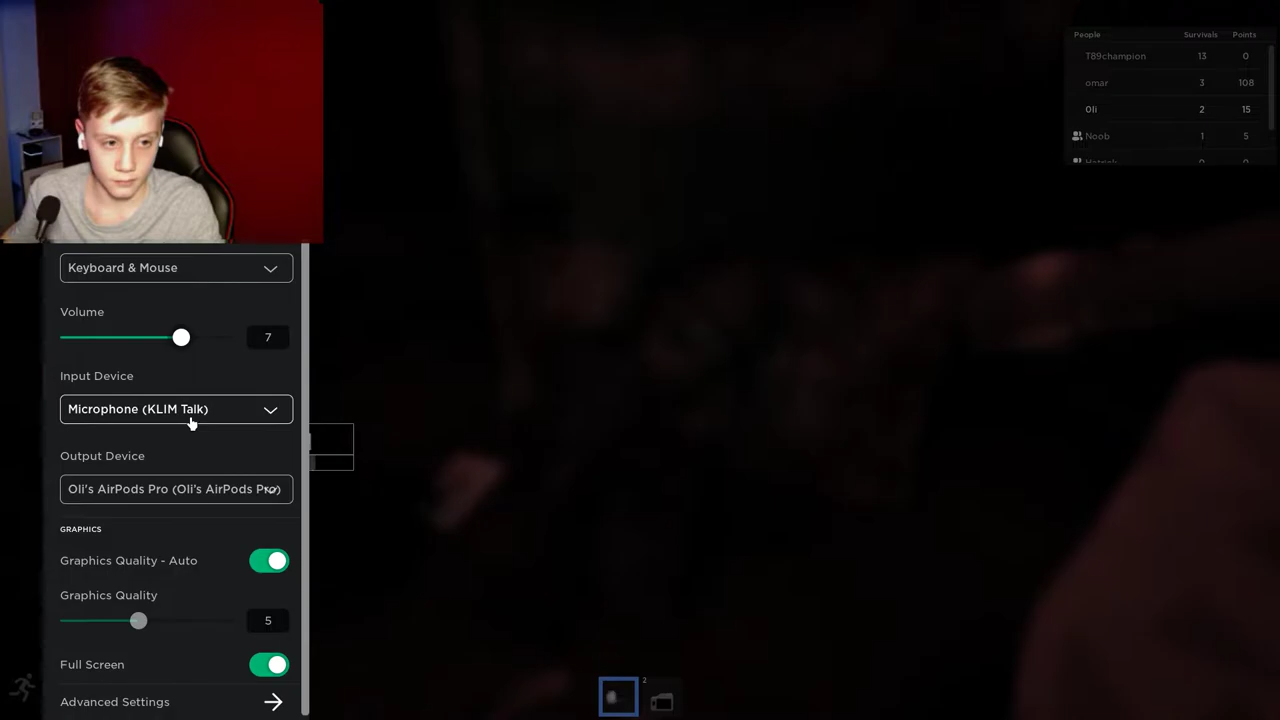 People Survivals Points
T89champion 13 0
omar 3 108
0li 2 15
Noob 1 5
Keyboard & Mouse
Volume
7
Input Device
Microphone (KLIM Talk)
Output Device
Oli's AirPods Pro (Oli's AirPods Pro)
GRAPHICS
Graphics Quality - Auto
Graphics Quality
5
Full Screen
Advanced Settings
2